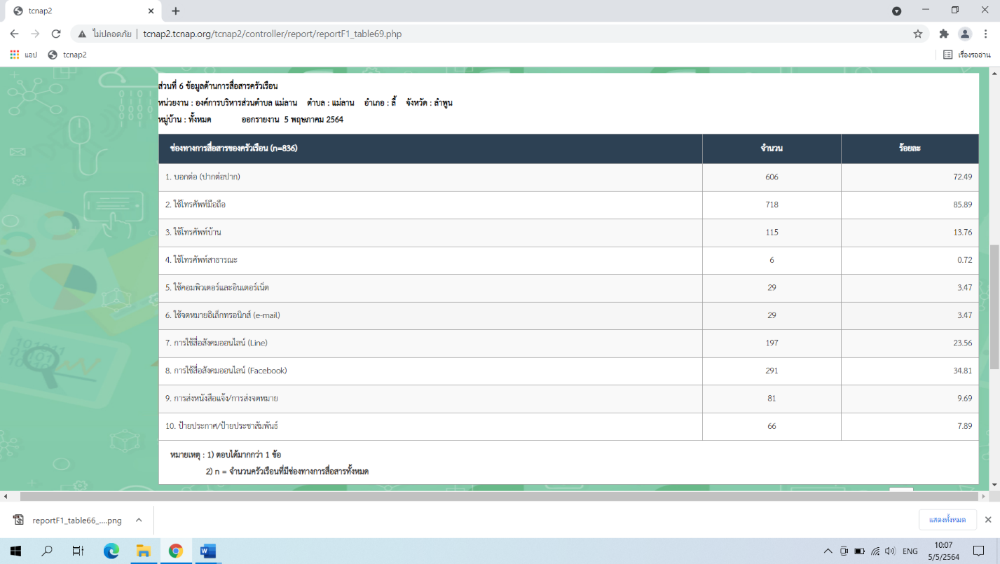 tcnap2
ไม่ปลอดภัย | tcnap2.tcnap.org/tcnap2/controller/report/reportF1_table69.php
แอป tcnap2 เรื่องรออ่าน
ส่วนที่ 6 ข้อมูลด้านการสื่อสารครัวเรือน
หน่วยงาน : องค์การบริหารส่วนตำบล แม่ลาน ตำบล : แม่ลาน อำเภอ : ลี้ จังหวัด : ลำพูน
หมู่บ้าน : ทั้งหมด ออกรายงาน 5 พฤษภาคม 2564
ช่องทางการสื่อสารของครัวเรือน (n=836) จำนวน ร้อยละ
1. บอกต่อ (ปากต่อปาก) 606 72.49
2. ใช้โทรศัพท์มือถือ 718 85.89
3. ใช้โทรศัพท์บ้าน 115 13.76
4. ใช้โทรศัพท์สาธารณะ 6 0.72
5. ใช้คอมพิวเตอร์และอินเตอร์เน็ต 29 3.47
6. ใช้จดหมายอิเล็กทรอนิกส์ (e-mail) 29 3.47
7. การใช้สื่อสังคมออนไลน์ (Line) 197 23.56
8. การใช้สื่อสังคมออนไลน์ (Facebook) 291 34.81
9. การส่งหนังสือแจ้ง/การส่งจดหมาย 81 9.69
10. ป้ายประกาศ/ป้ายประชาสัมพันธ์ 66 7.89
หมายเหตุ : 1) ตอบได้มากกว่า 1 ข้อ
2) n = จำนวนครัวเรือนที่มีช่องทางการสื่อสารทั้งหมด
reportF1_table66_....png แสดงทั้งหมด
ENG 10:07
5/5/2564